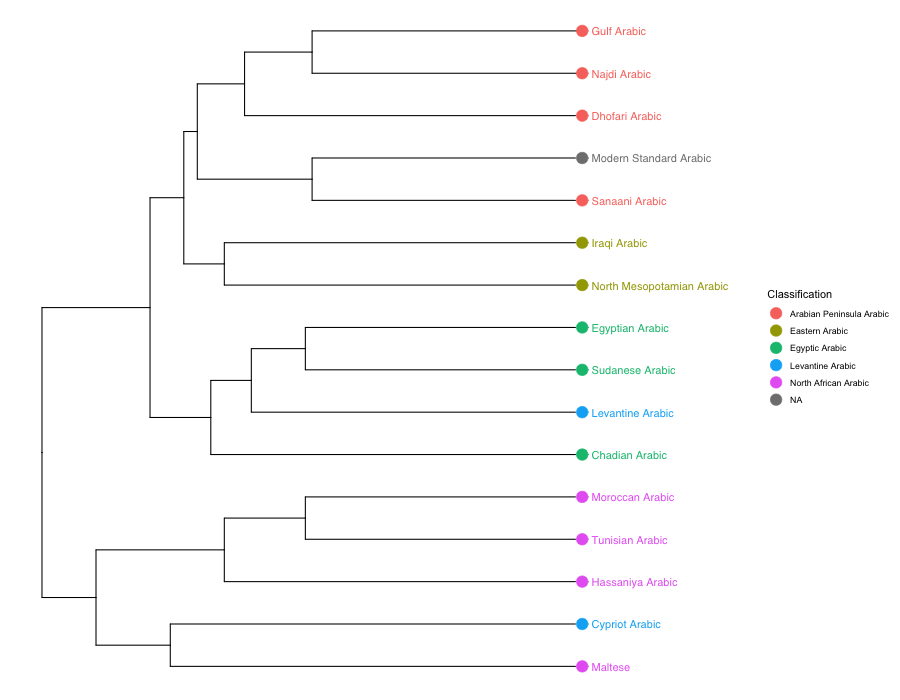 Gulf Arabic
Najdi Arabic
Dhofari Arabic
Modern Standard Arabic
Sanaani Arabic
Iraqi Arabic
North Mesopotamian Arabic
Egyptian Arabic
Sudanese Arabic
Levantine Arabic
Chadian Arabic
Moroccan Arabic
Tunisian Arabic
Hassaniya Arabic
Cypriot Arabic
Maltese
Classification
Arabian Peninsula Arabic
Eastern Arabic
Egyptic Arabic
Levantine Arabic
North African Arabic
NA